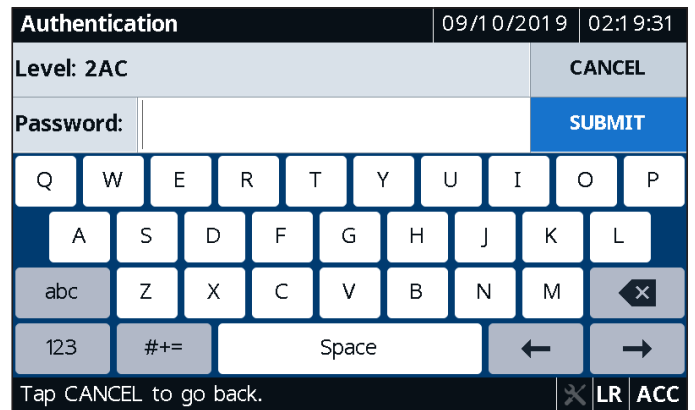 Authentication 09/10/2019 02:19:31
Level: 2AC CANCEL
Password: SUBMIT
Q W E R T Y U I O P
A S D F G H J K L
abc Z X C V B N M
123 #+= Space ← →
Tap CANCEL to go back. LR ACC